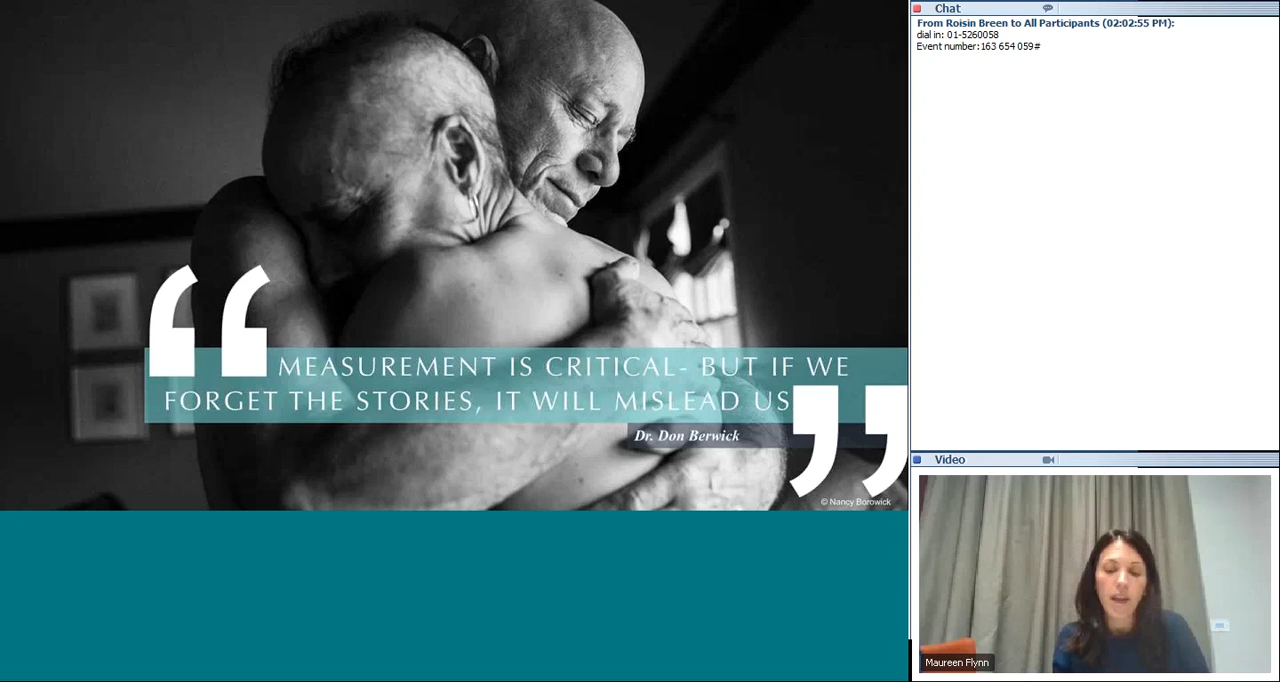 “ MEASUREMENT IS CRITICAL- BUT IF WE
FORGET THE STORIES, IT WILL MISLEAD US ”
Dr. Don Berwick
© Nancy Borowick
Chat
From Roisin Breen to All Participants (02:02:55 PM):
dial in: 01-5260058
Event number:163 654 059#
Video
Maureen Flynn